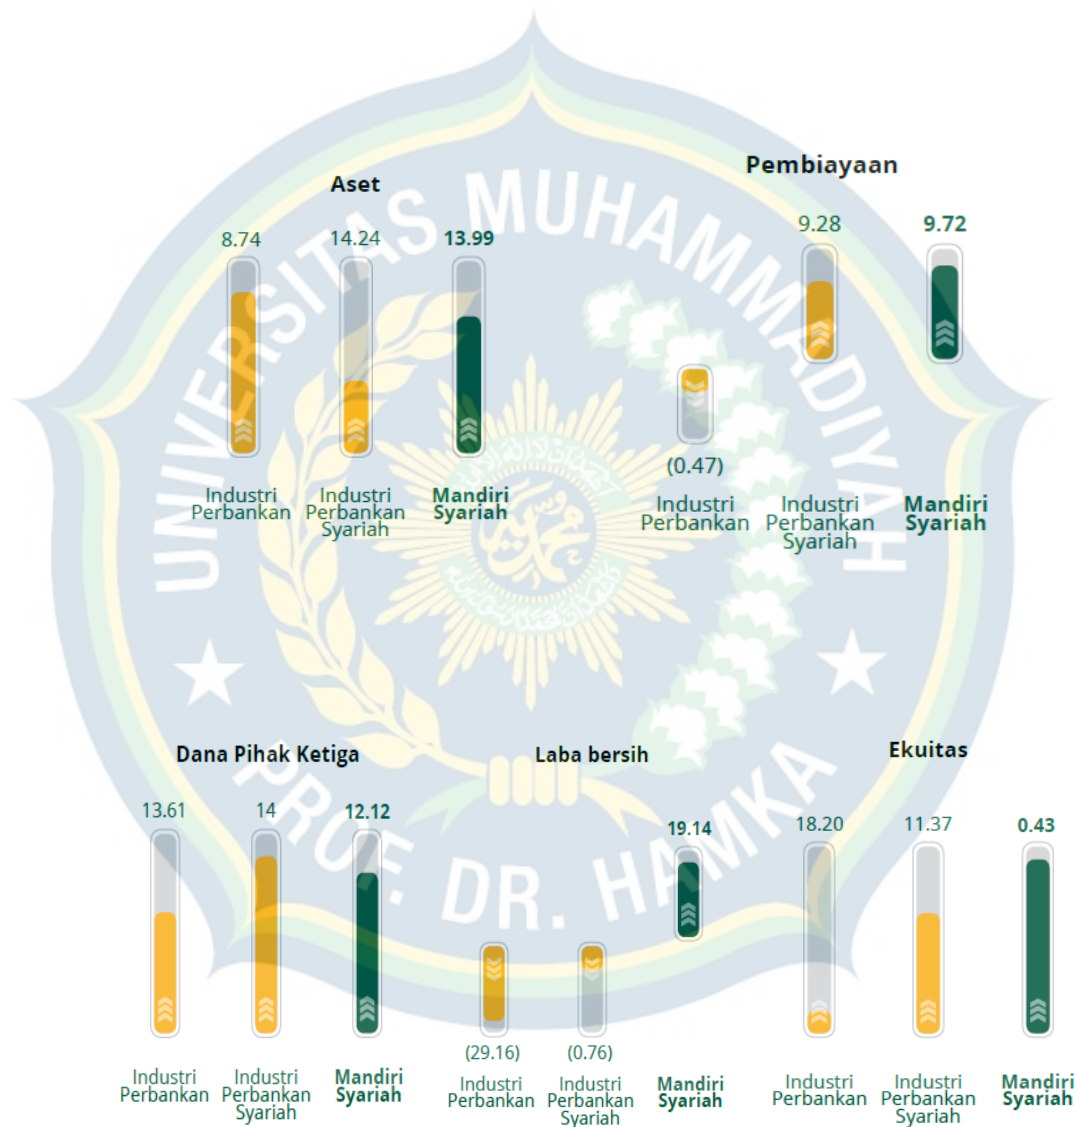 UNIVERSITAS MUHAMMADIYAH
PROF. DR. HAMKA
Aset
8.74
14.24
13.99
Industri
Perbankan
Industri
Perbankan
Syariah
Mandiri
Syariah
Pembiayaan
9.28
9.72
(0.47)
Industri
Perbankan
Industri
Perbankan
Syariah
Mandiri
Syariah
Dana Pihak Ketiga
13.61
14
12.12
Industri
Perbankan
Industri
Perbankan
Syariah
Mandiri
Syariah
Laba bersih
19.14
(29.16)
(0.76)
Industri
Perbankan
Industri
Perbankan
Syariah
Mandiri
Syariah
Ekuitas
18.20
11.37
0.43
Industri
Perbankan
Industri
Perbankan
Syariah
Mandiri
Syariah